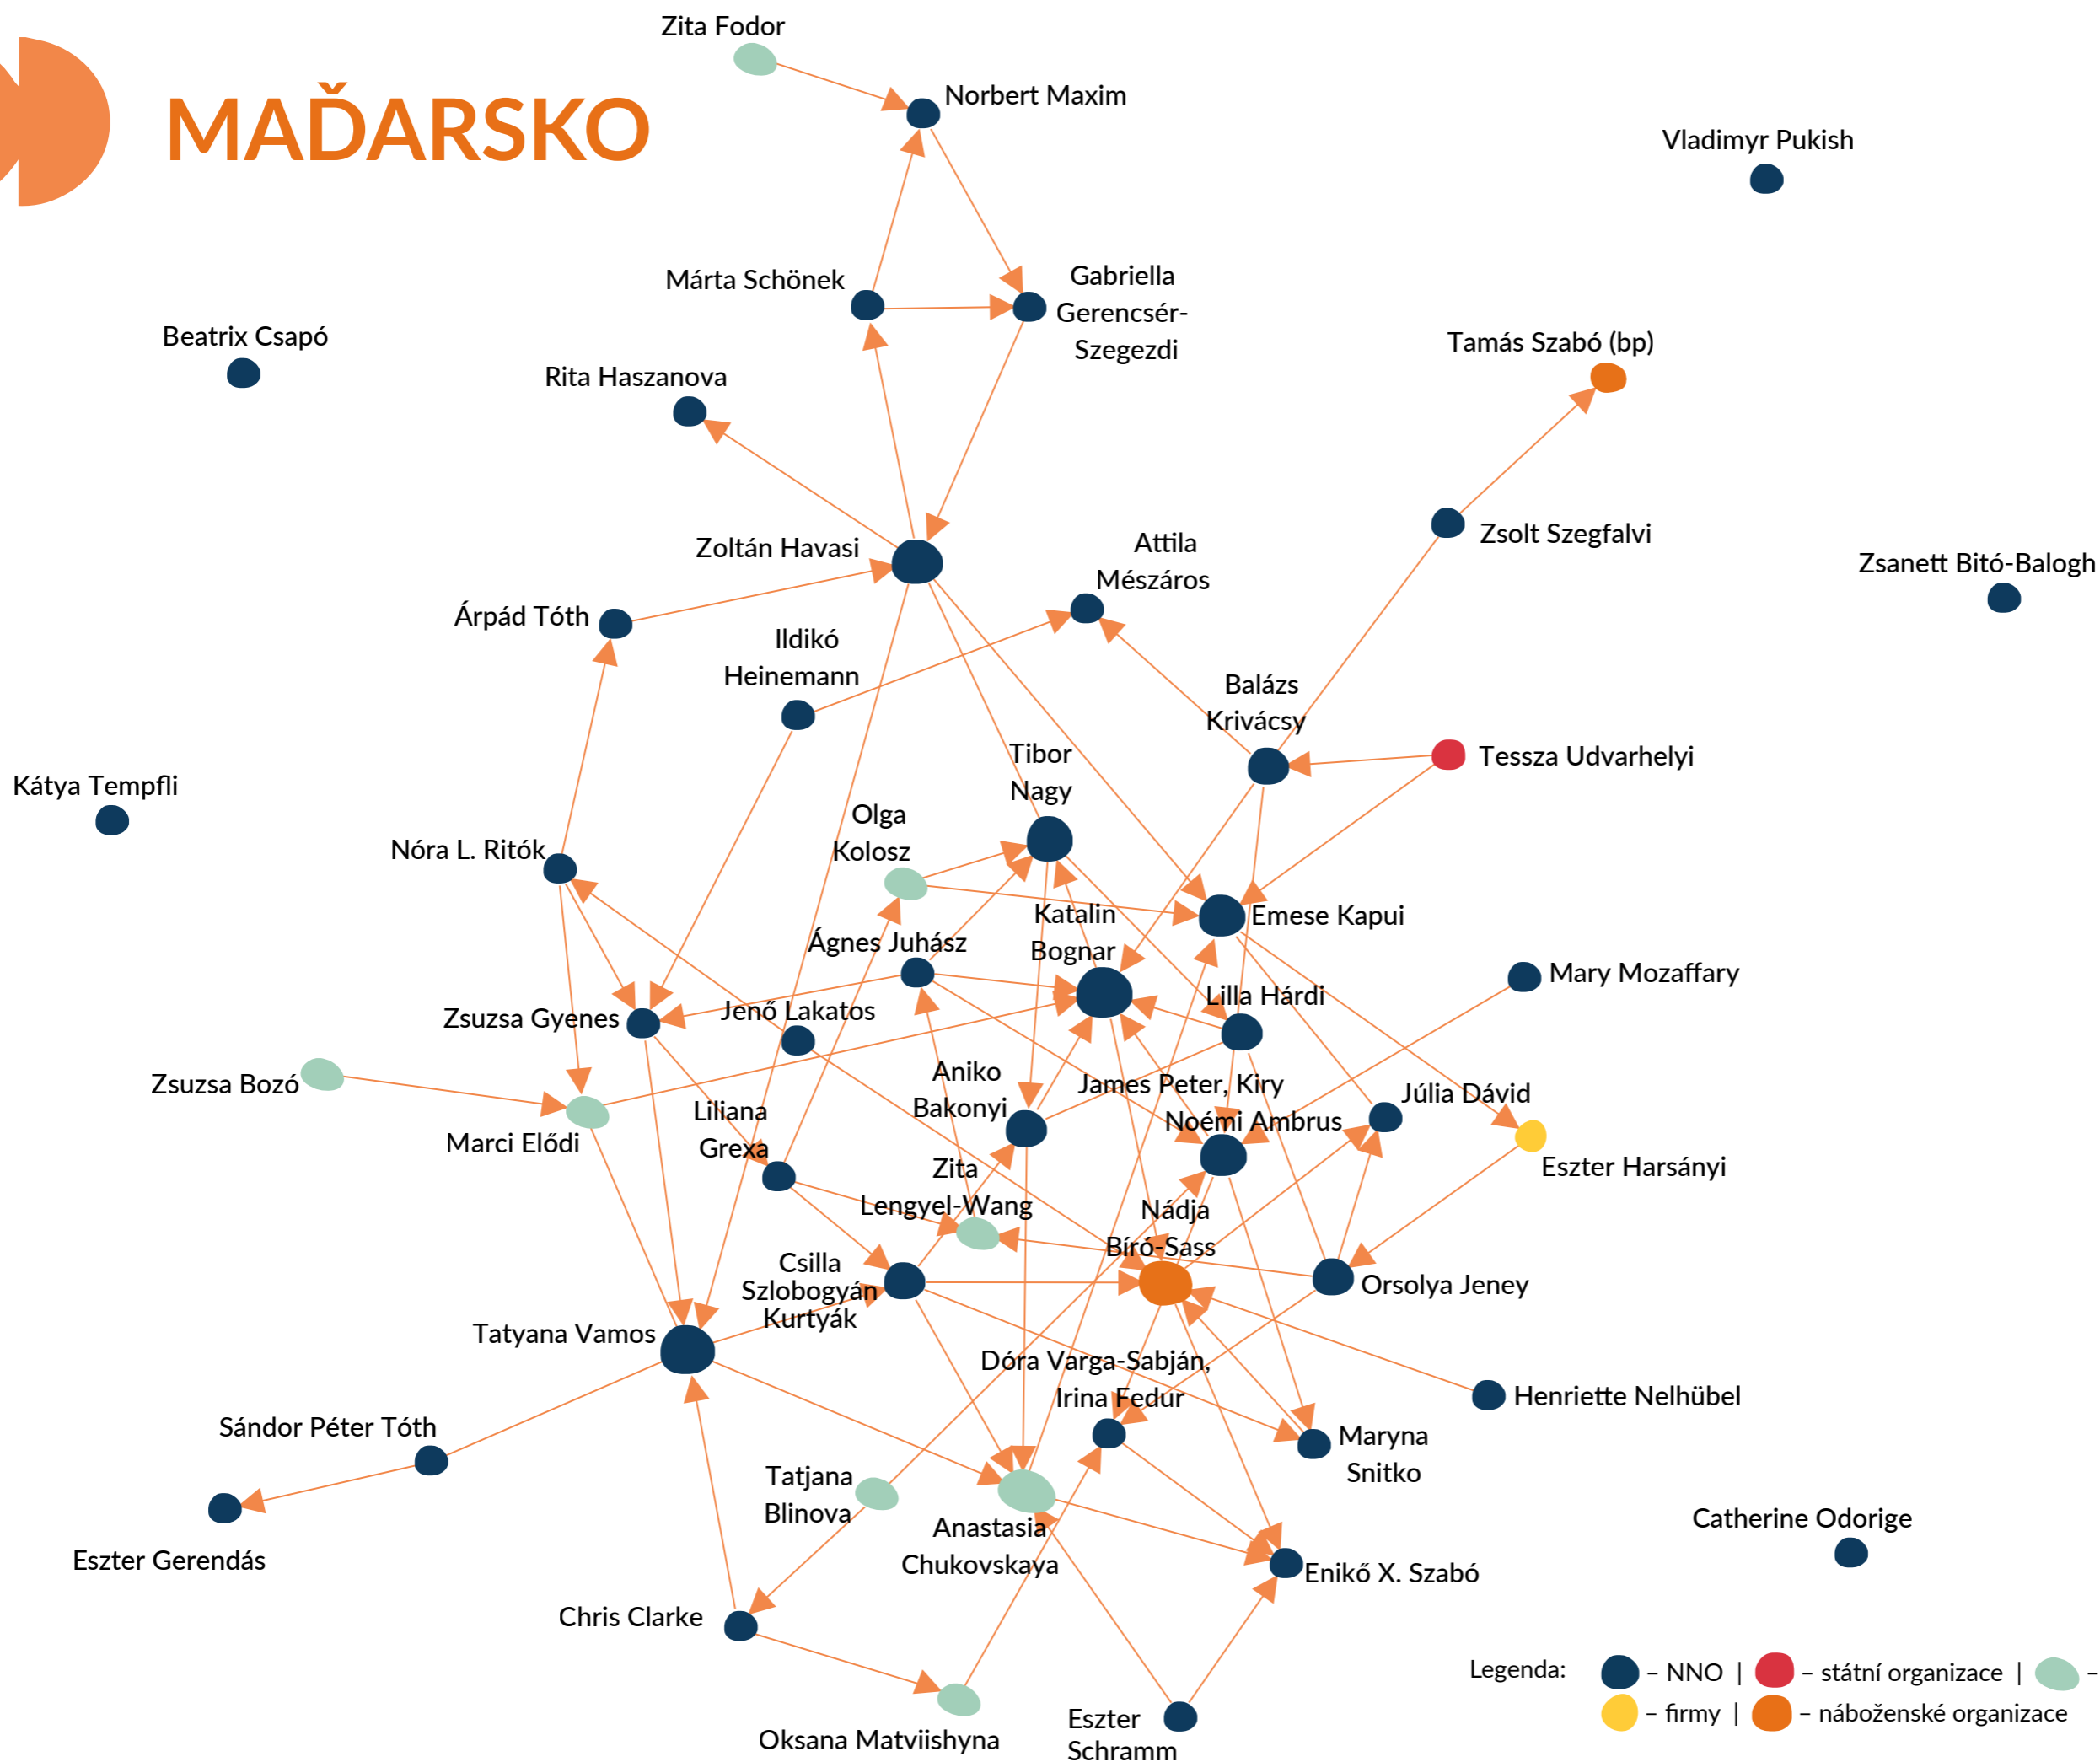 MAĎARSKO
Zita Fodor
Norbert Maxim
Vladimyr Pukish
Márta Schönek
Gabriella
Gerencsér-
Szegezdi
Beatrix Csapó
Rita Haszanova
Tamás Szabó (bp)
Zoltán Havasi
Attila
Mészáros
Zsolt Szegfalvi
Zsanett Bitó-Balogh
Árpád Tóth
Ildikó
Heinemann
Balázs
Krivácsy
Tibor
Nagy
Tessza Udvarhelyi
Kátya Tempfli
Olga
Kolosz
Nóra L. Ritók
Katalin
Bognar
Emese Kapui
Ágnes Juhász
Mary Mozaffary
Lilla Hárdi
Jenő Lakatos
Zsuzsa Gyenes
Zsuzsa Bozó
Aniko
Bakonyi
James Peter, Kiry
Noémi Ambrus
Júlia Dávid
Marci Elődi
Liliana
Grexa
Zita
Lengyel-Wang
Eszter Harsányi
Nádja
Bíró-Sass
Csilla
Szlobogyán
Kurtyák
Orsolya Jeney
Tatyana Vamos
Dóra Varga-Sabján,
Irina Fedur
Henriette Nelhübel
Sándor Péter Tóth
Maryna
Snitko
Tatjana
Blinova
Anastasia
Chukovskaya
Catherine Odorige
Eszter Gerendás
Enikő X. Szabó
Chris Clarke
Oksana Matviishyna
Eszter
Schramm
Legenda: – NNO | – státní organizace | –
– firmy | – náboženské organizace